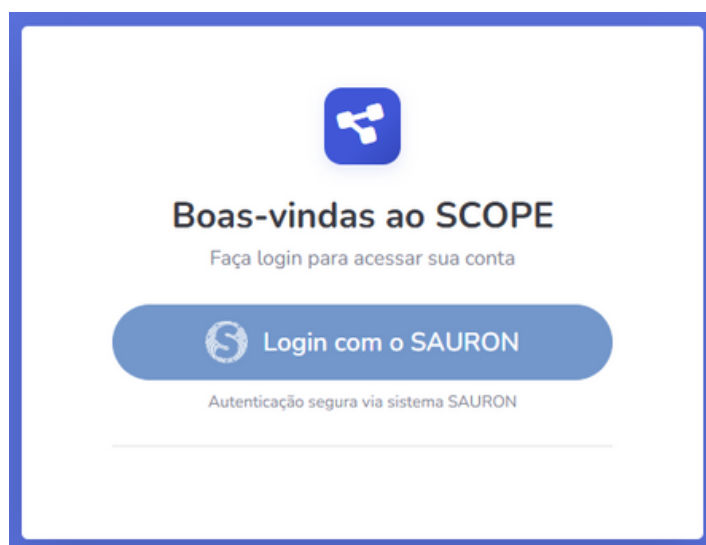 Boas-vindas ao SCOPE
Faça login para acessar sua conta
S Login com o SAURON
Autenticação segura via sistema SAURON